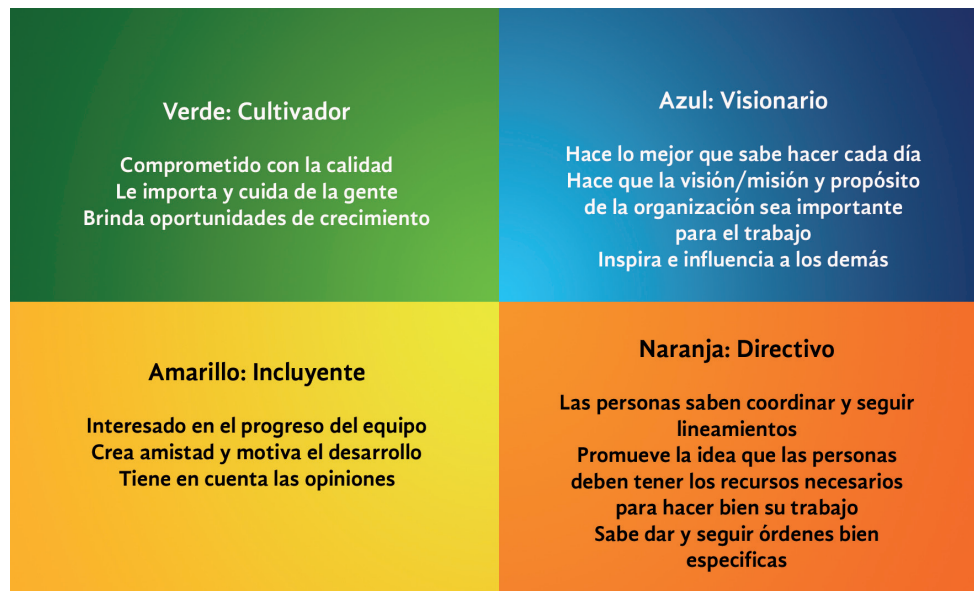 Verde: Cultivador
Comprometido con la calidad
Le importa y cuida de la gente
Brinda oportunidades de crecimiento
Azul: Visionario
Hace lo mejor que sabe hacer cada día
Hace que la visión/misión y propósito
de la organización sea importante
para el trabajo
Inspira e influencia a los demás
Amarillo: Incluyente
Interesado en el progreso del equipo
Crea amistad y motiva el desarrollo
Tiene en cuenta las opiniones
Naranja: Directivo
Las personas saben coordinar y seguir
lineamientos
Promueve la idea que las personas
deben tener los recursos necesarios
para hacer bien su trabajo
Sabe dar y seguir órdenes bien
especificas